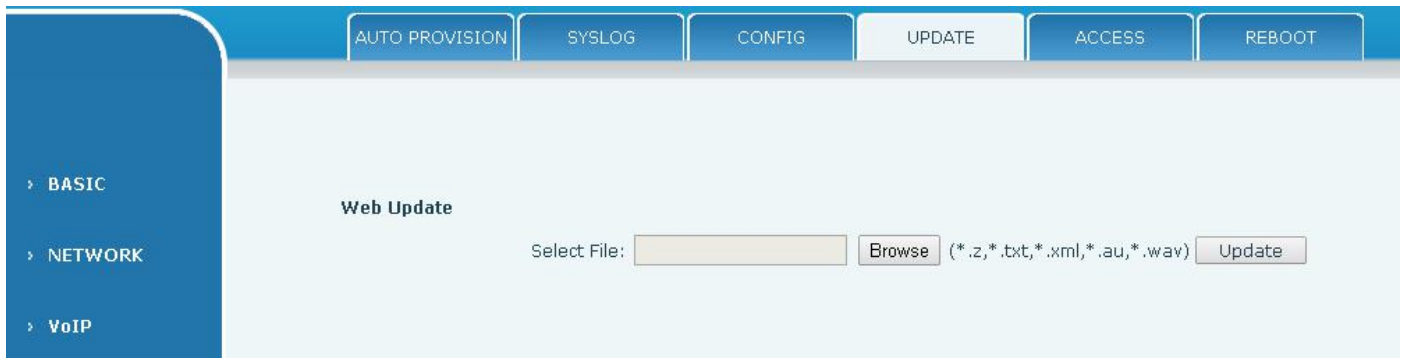 AUTO PROVISION SYSLOG CONFIG UPDATE ACCESS REBOOT
› BASIC
Web Update
› NETWORK
Select File: Browse (*.z,*.txt,*.xml,*.au,*.wav) Update
› VoIP